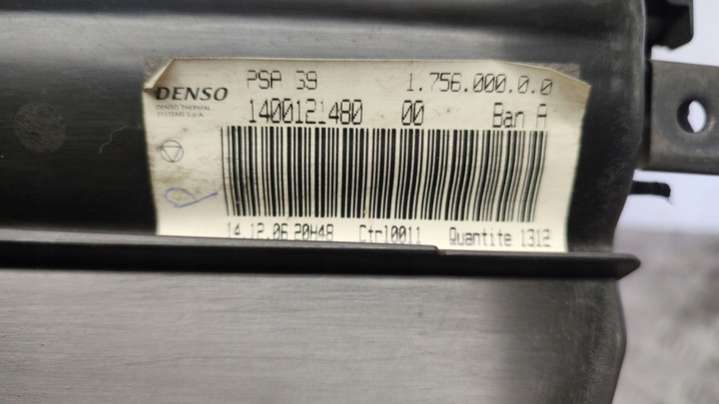 DENSO
DENSO THERMAL
SYSTEMS S.p.A.
PSA 39 1.756.000.0.0
1400121480 00 Ban A
14.12.06 20H48 Ctrl0011 Quantite 1312